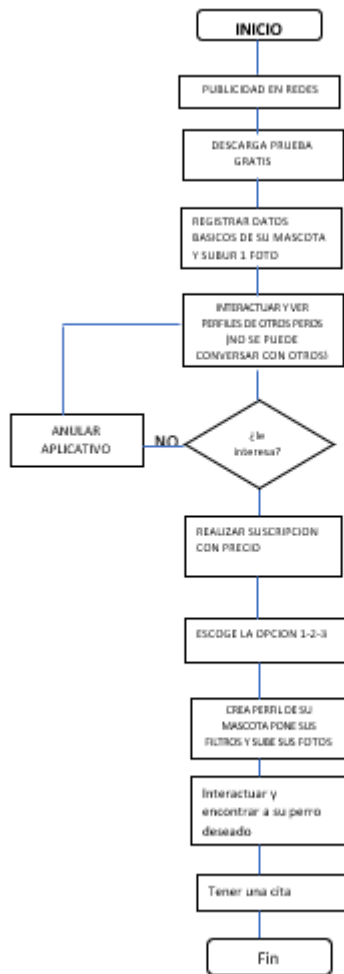 INICIO
PUBLICIDAD EN REDES
DESCARGA PRUEBA
GRATIS
REGISTRAR DATOS
BASICOS DE SU MASCOTA
Y SUBUR 1 FOTO
INTERACTUAR Y VER
PERFILES DE OTROS PEROS
(NO SE PUEDE
CONVERSAR CON OTROS)
ANULAR
APLICATIVO
NO
¿le
interesa?
REALIZAR SUSCRIPCION
CON PRECIO
ESCOGE LA OPCION 1-2-3
CREA PERFIL DE SU
MASCOTA PONE SUS
FILTROS Y SUBE SUS FOTOS
Interactuar y
encontrar a su perro
deseado
Tener una cita
Fin